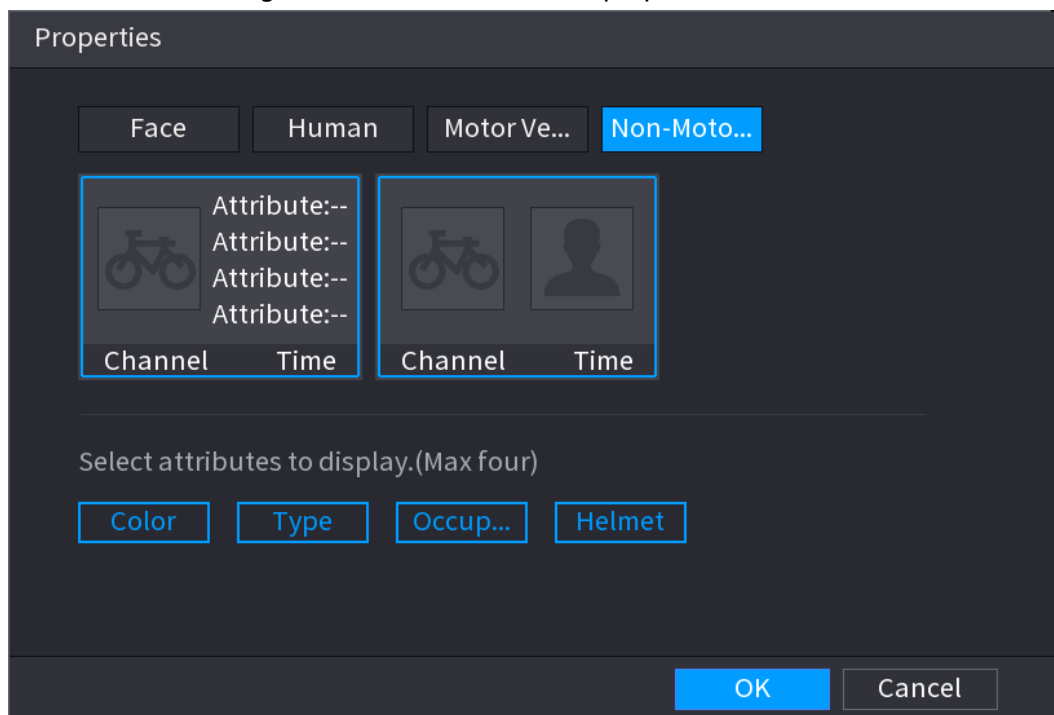 Properties
Face Human Motor Ve... Non-Moto...
Attribute:--
Attribute:--
Attribute:--
Attribute:--
Channel Time Channel Time
Select attributes to display.(Max four)
Color Type Occup... Helmet
OK Cancel